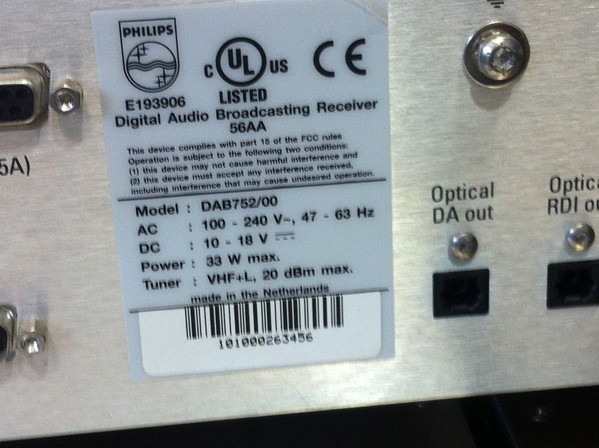 PHILIPS
E193906
c UL us
LISTED
CE
Digital Audio Broadcasting Receiver
56AA
This device complies with part 15 of the FCC rules
Operation is subject to the following two conditions:
(1) this device may not cause harmful interference and
(2) this device must accept any interference received.
including interference that may cause undesired operation.
Model : DAB752/00
AC : 100 - 240 V~, 47 - 63 Hz
DC : 10 - 18 V
Power : 33 W max.
Tuner : VHF+L, 20 dBm max.
made in the Netherlands
101000263456
5A)
Optical
DA out
Optica
RDI ou